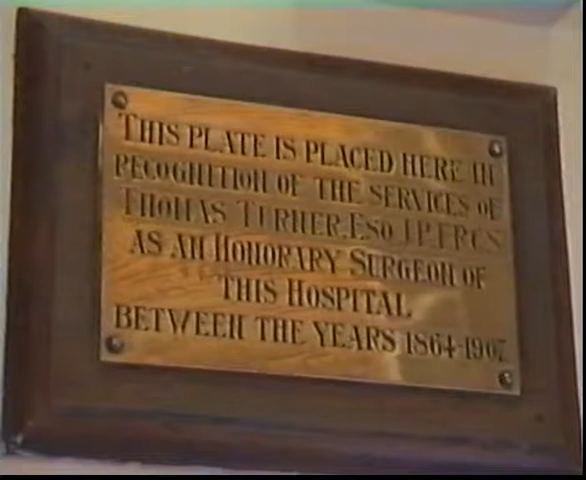 THIS PLATE IS PLACED HERE IN
RECOGNITION OF THE SERVICES OF
THOMAS TURNER, ESQ J.P. F.R.C.S
AS AN HONORARY SURGEON OF
THIS HOSPITAL
BETWEEN THE YEARS 1864-1907